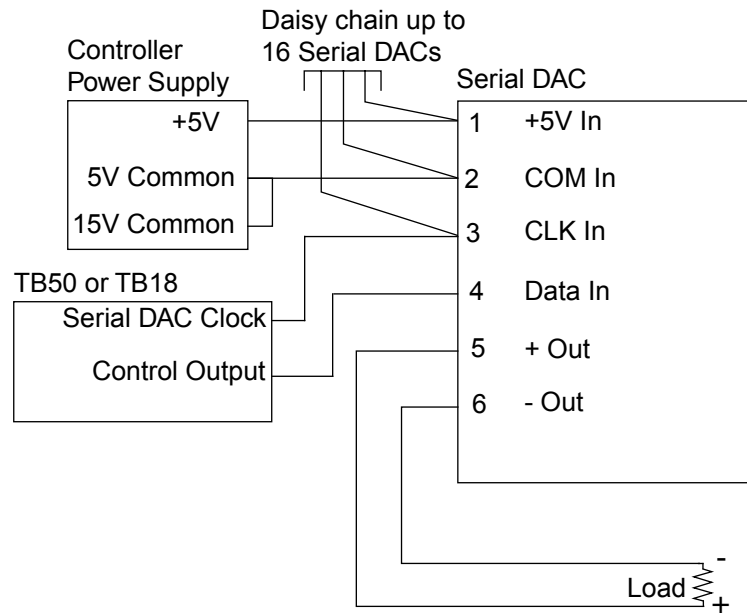 Daisy chain up to
16 Serial DACs
Controller
Power Supply
+5V
5V Common
15V Common
TB50 or TB18
Serial DAC Clock
Control Output
Serial DAC
1 +5V In
2 COM In
3 CLK In
4 Data In
5 + Out
6 - Out
-
Load
+